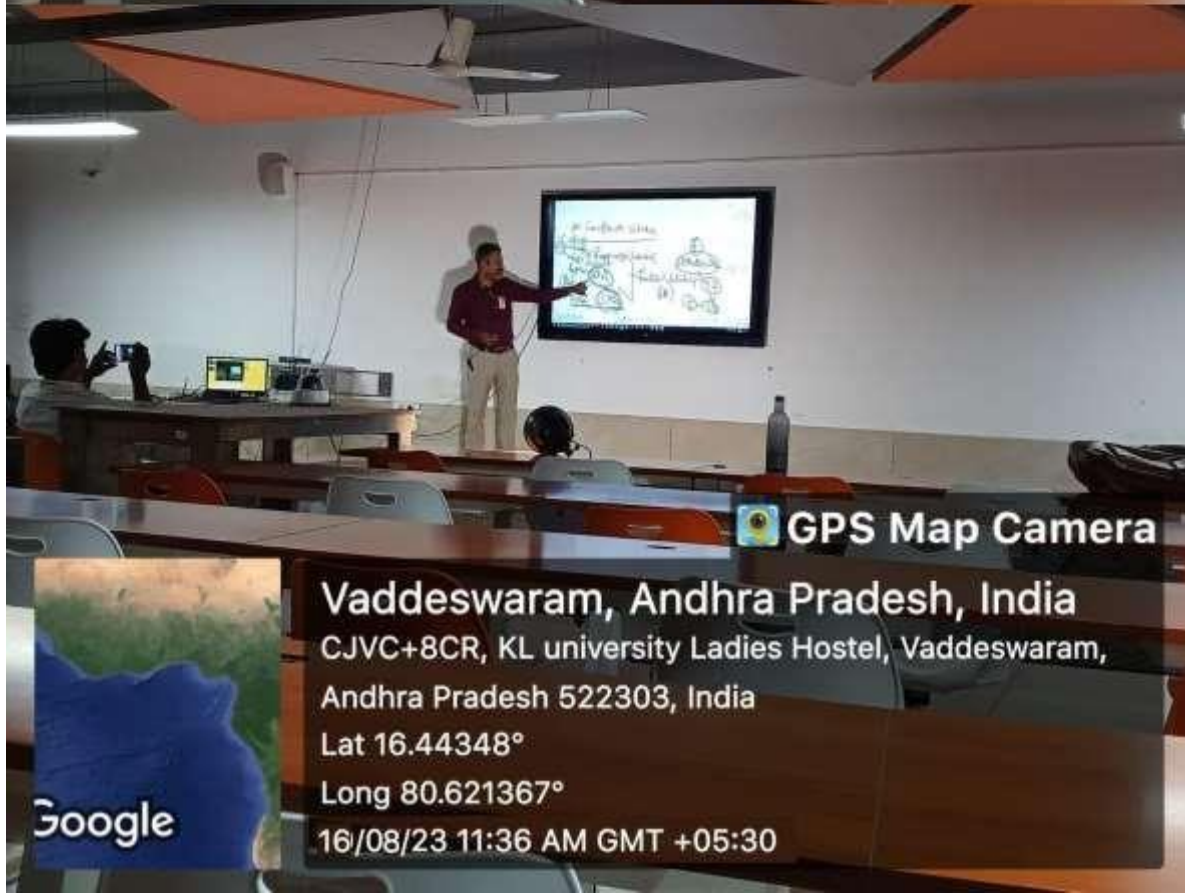 GPS Map Camera
Vaddeswaram, Andhra Pradesh, India
CJVC+8CR, KL university Ladies Hostel, Vaddeswaram,
Andhra Pradesh 522303, India
Lat 16.44348°
Long 80.621367°
16/08/23 11:36 AM GMT +05:30
Google